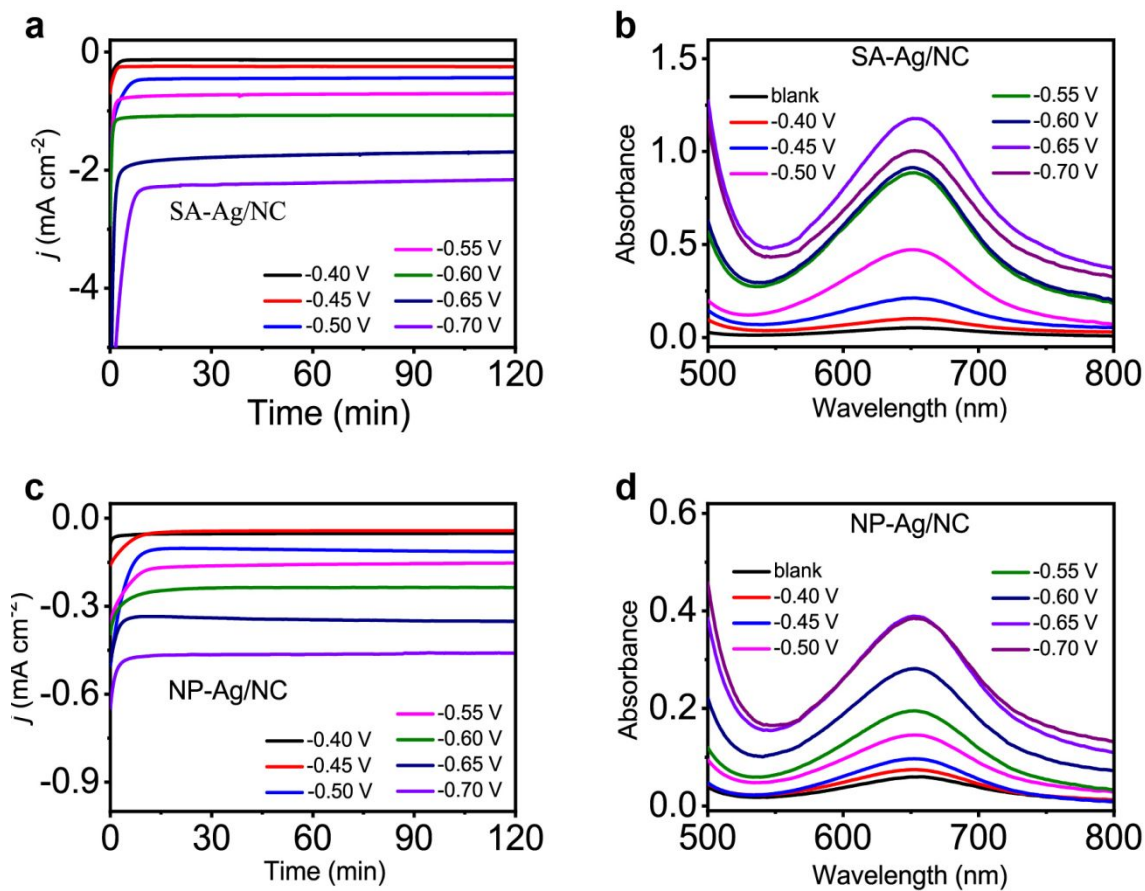 a
j (mA cm⁻²)
0
-2
-4
SA-Ag/NC
-0.40 V
-0.45 V
-0.50 V
-0.55 V
-0.60 V
-0.65 V
-0.70 V
0 30 60 90 120
Time (min)
b
Absorbance
1.5
1.0
0.5
0.0
SA-Ag/NC
blank
-0.40 V
-0.45 V
-0.50 V
-0.55 V
-0.60 V
-0.65 V
-0.70 V
500 600 700 800
Wavelength (nm)
c
j (mA cm⁻²)
0.0
-0.3
-0.6
-0.9
NP-Ag/NC
-0.40 V
-0.45 V
-0.50 V
-0.55 V
-0.60 V
-0.65 V
-0.70 V
0 30 60 90 120
Time (min)
d
Absorbance
0.6
0.4
0.2
0.0
NP-Ag/NC
blank
-0.40 V
-0.45 V
-0.50 V
-0.55 V
-0.60 V
-0.65 V
-0.70 V
500 600 700 800
Wavelength (nm)